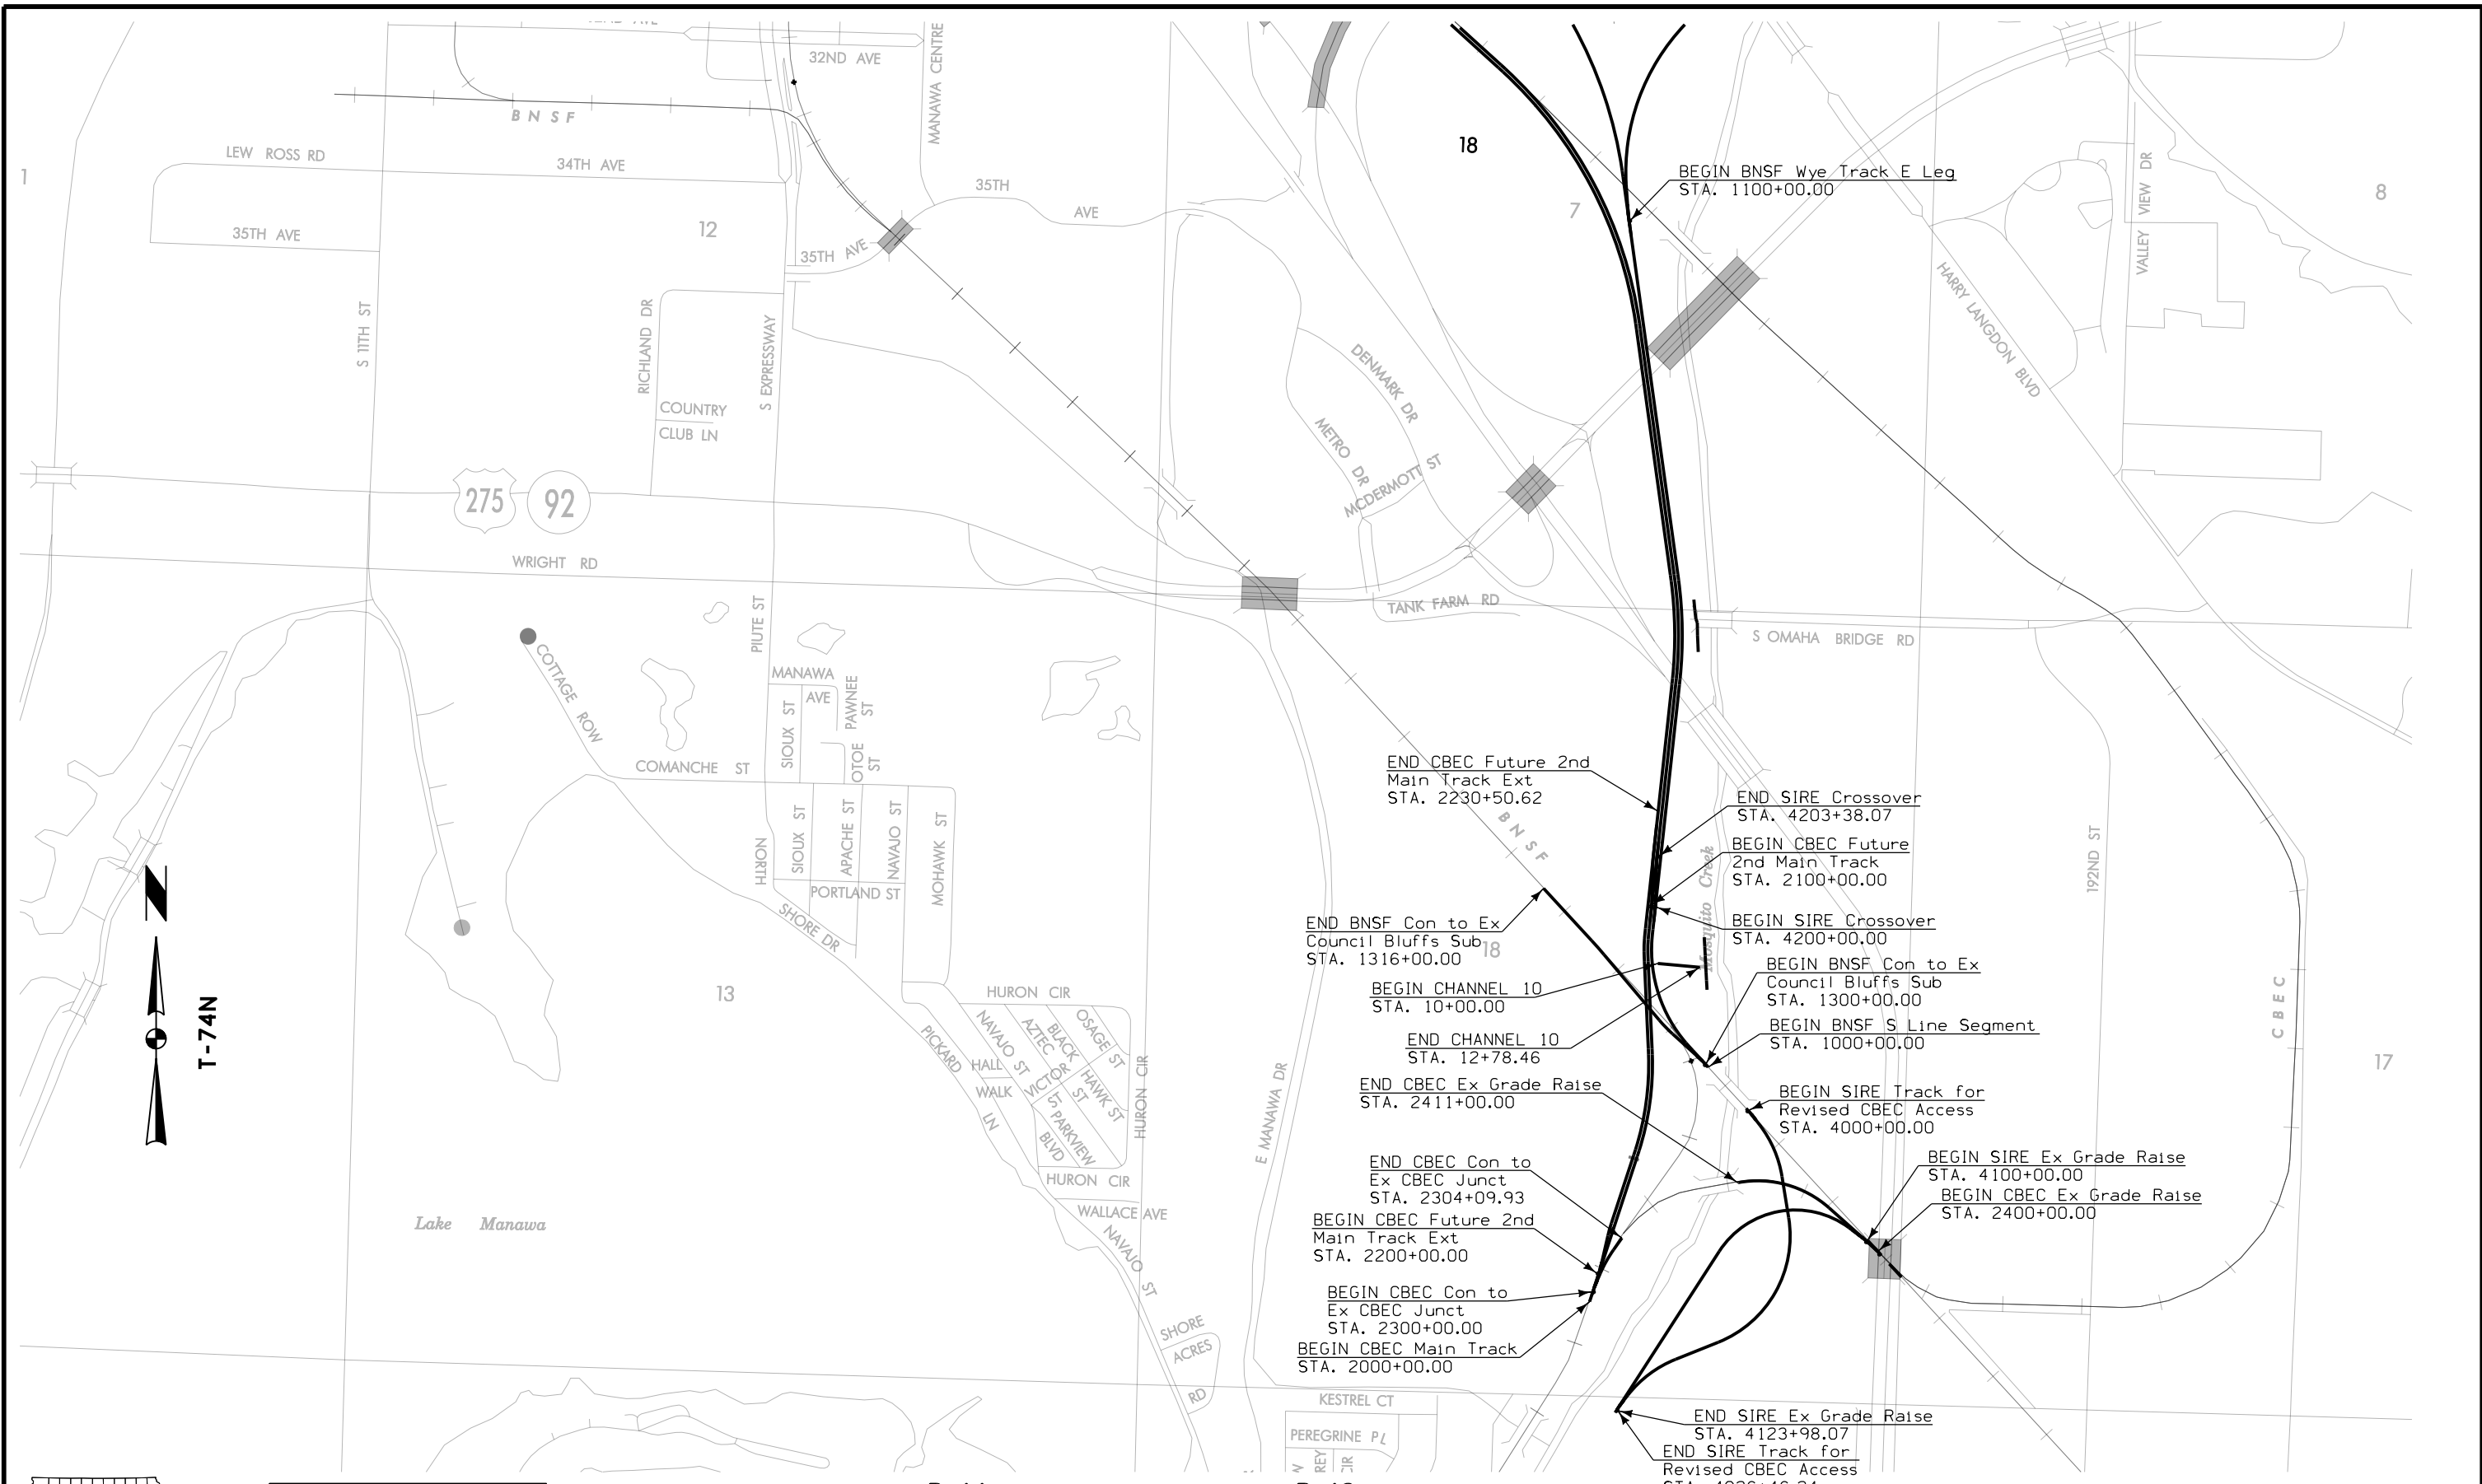 32ND AVE
MANAWA CENTRE
BNSF
LEW ROSS RD
34TH AVE
35TH
AVE
35TH AVE
35TH AVE
1
12
18
7
8
BEGIN BNSF Wye Track E Leg
STA. 1100+00.00
VALLEY VIEW DR
HARRY LANGDON BLVD
S 11TH ST
RICHLAND DR
S EXPRESSWAY
COUNTRY
CLUB LN
DENMARK DR
METRO DR
MCDERMOTT ST
275
92
WRIGHT RD
TANK FARM RD
S OMAHA BRIDGE RD
PIUTE ST
COTTAGE ROW
MANAWA
AVE
PAWNEE
ST
SIOUX ST
OTOE
ST
COMANCHE ST
NORTH
SIOUX ST
APACHE ST
NAVAJO ST
MOHAWK ST
PORTLAND ST
SHORE DR
BNSF
Mosquito Creek
192ND ST
CBEC
END CBEC Future 2nd
Main Track Ext
STA. 2230+50.62
END SIRE Crossover
STA. 4203+38.07
BEGIN CBEC Future
2nd Main Track
STA. 2100+00.00
BEGIN SIRE Crossover
STA. 4200+00.00
END BNSF Con to Ex
Council Bluffs Sub
STA. 1316+00.00
18
BEGIN BNSF Con to Ex
Council Bluffs Sub
STA. 1300+00.00
BEGIN CHANNEL 10
STA. 10+00.00
BEGIN BNSF S Line Segment
STA. 1000+00.00
END CHANNEL 10
STA. 12+78.46
END CBEC Ex Grade Raise
STA. 2411+00.00
BEGIN SIRE Track for
Revised CBEC Access
STA. 4000+00.00
N
T-74N
13
17
HURON CIR
NAVAJO ST
AZTEC
ST
BLACK
HAWK ST
OSAGE ST
VICTOR
PICKARD
LN
HALL
WALK
PARKVIEW
BLVD
HURON CIR
HURON CIR
E MANAWA DR
WALLACE AVE
NAVAJO ST
Lake Manawa
END CBEC Con to
Ex CBEC Junct
STA. 2304+09.93
BEGIN SIRE Ex Grade Raise
STA. 4100+00.00
BEGIN CBEC Ex Grade Raise
STA. 2400+00.00
BEGIN CBEC Future 2nd
Main Track Ext
STA. 2200+00.00
BEGIN CBEC Con to
Ex CBEC Junct
STA. 2300+00.00
BEGIN CBEC Main Track
STA. 2000+00.00
SHORE
ACRES
RD
KESTREL CT
PEREGRINE PL
CIR
END SIRE Ex Grade Raise
STA. 4123+98.07
END SIRE Track for
Revised CBEC Access